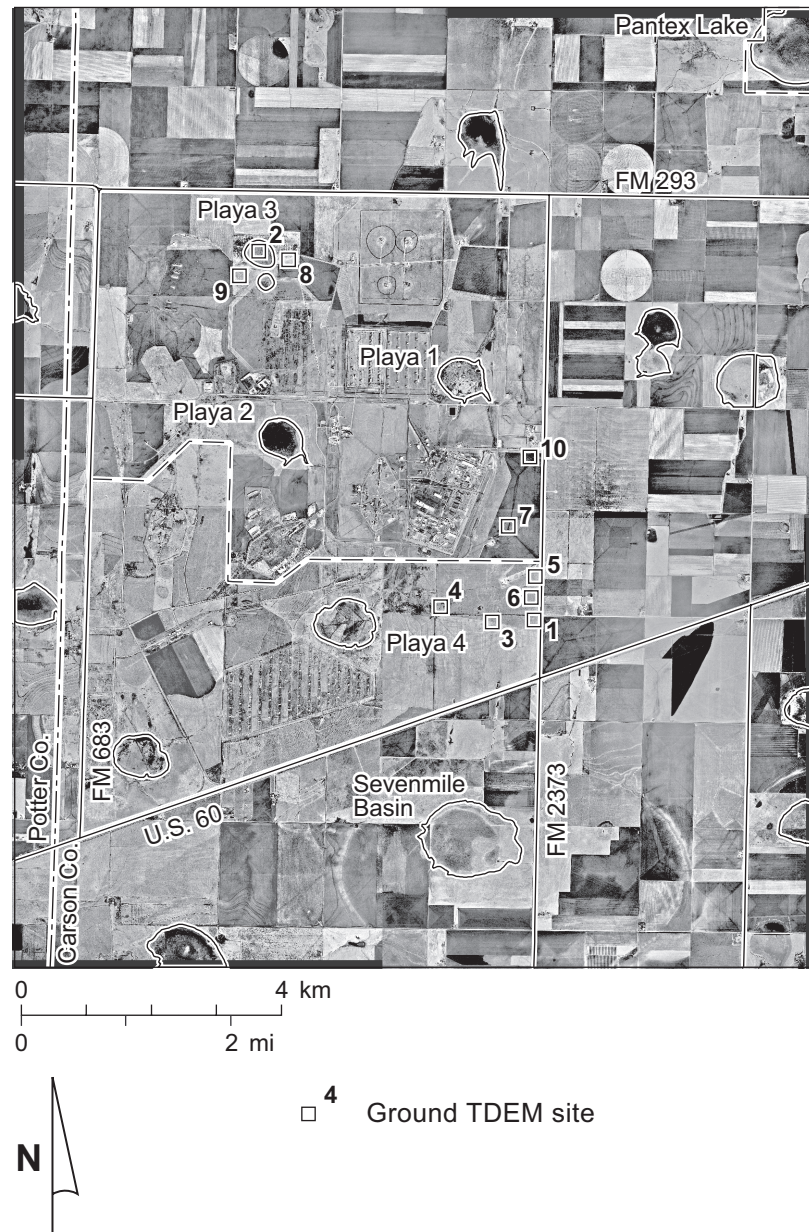 Pantex Lake
FM 293
Playa 3
2
8
9
Playa 1
Playa 2
10
7
5
4
6
3
1
Playa 4
FM 683
Potter Co.
Carson Co.
U.S. 60
Sevenmile
Basin
FM 2373
0 4 km
0 2 mi
N
4
Ground TDEM site